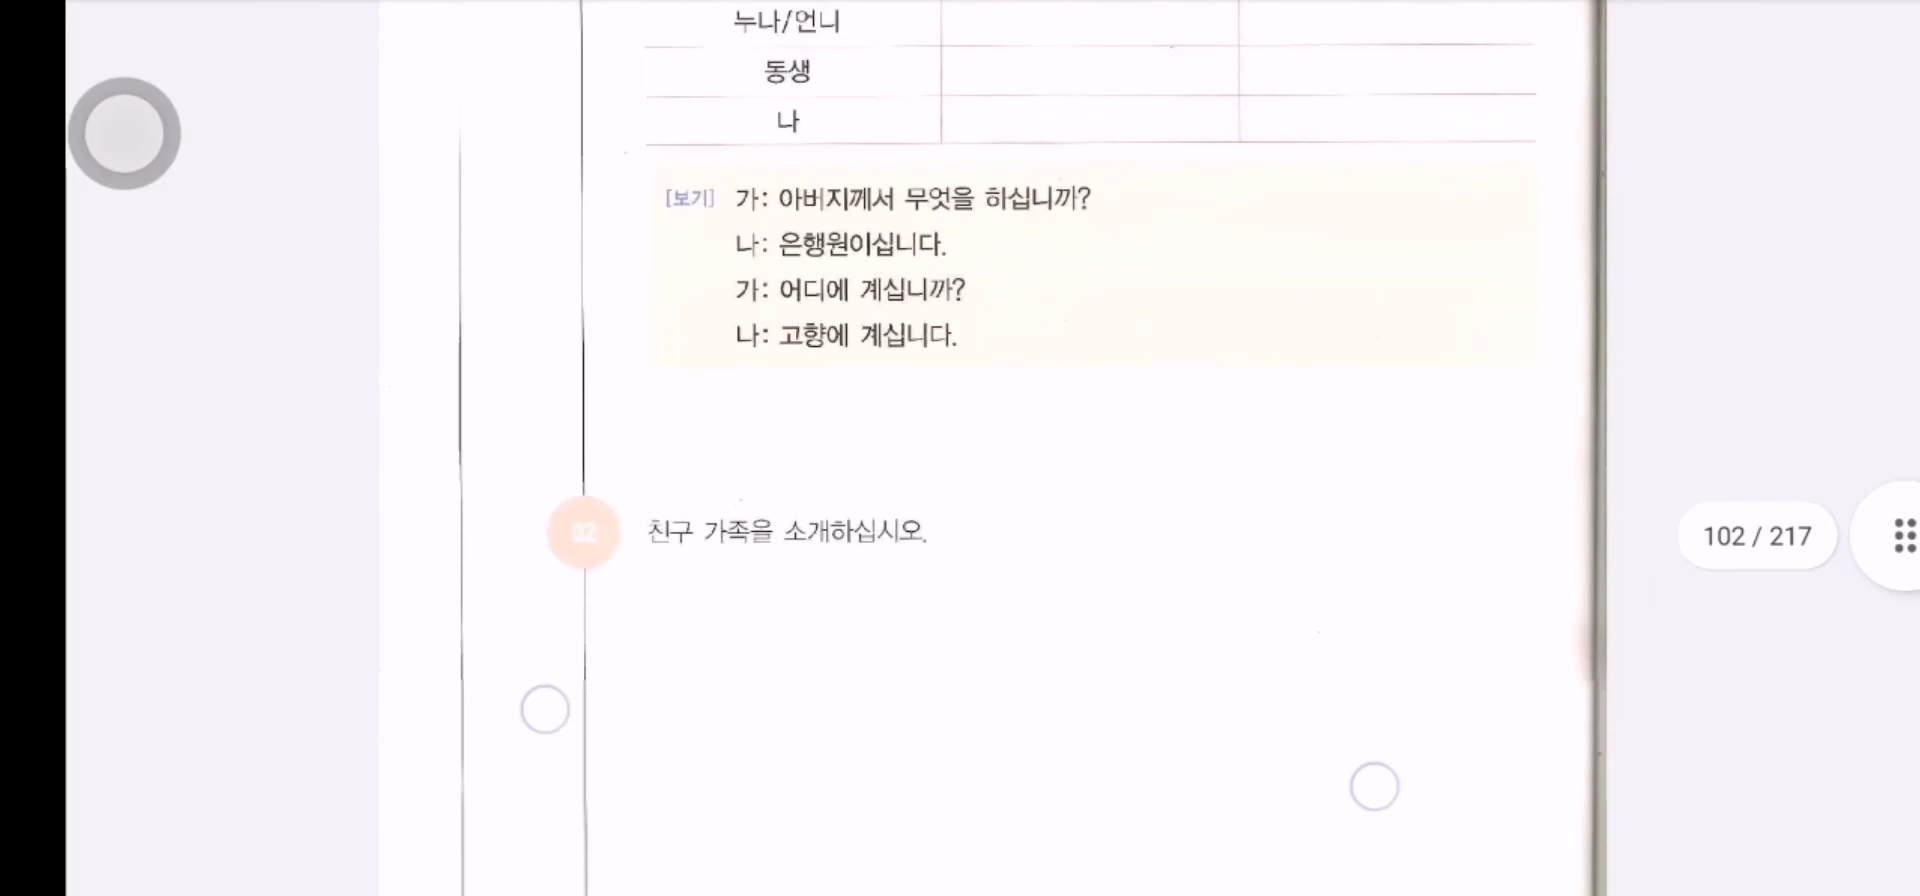 누나/언니
동생
나
[보기] 가: 아버지께서 무엇을 하십니까?
나: 은행원이십니다.
가: 어디에 계십니까?
나: 고향에 계십니다.
02 친구 가족을 소개하십시오.
102 / 217